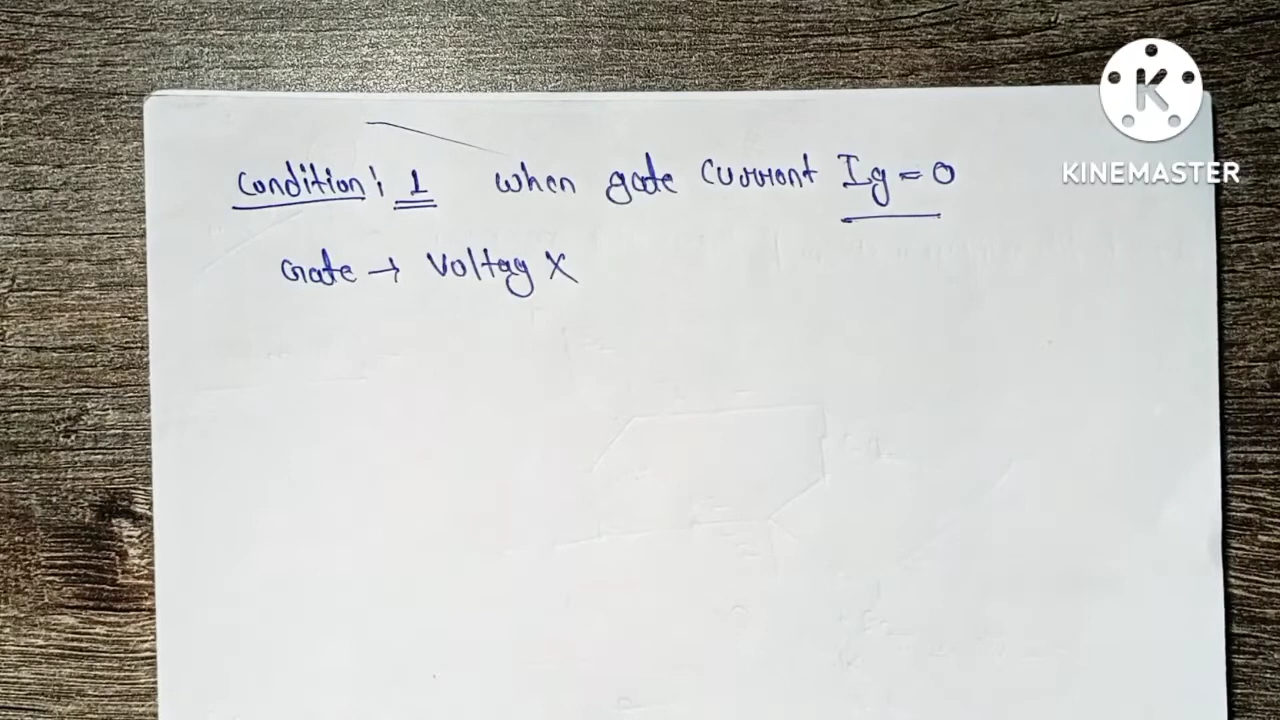 Condition: 1 when gate current Ig = 0
Gate → Voltag X
K
KINEMASTER